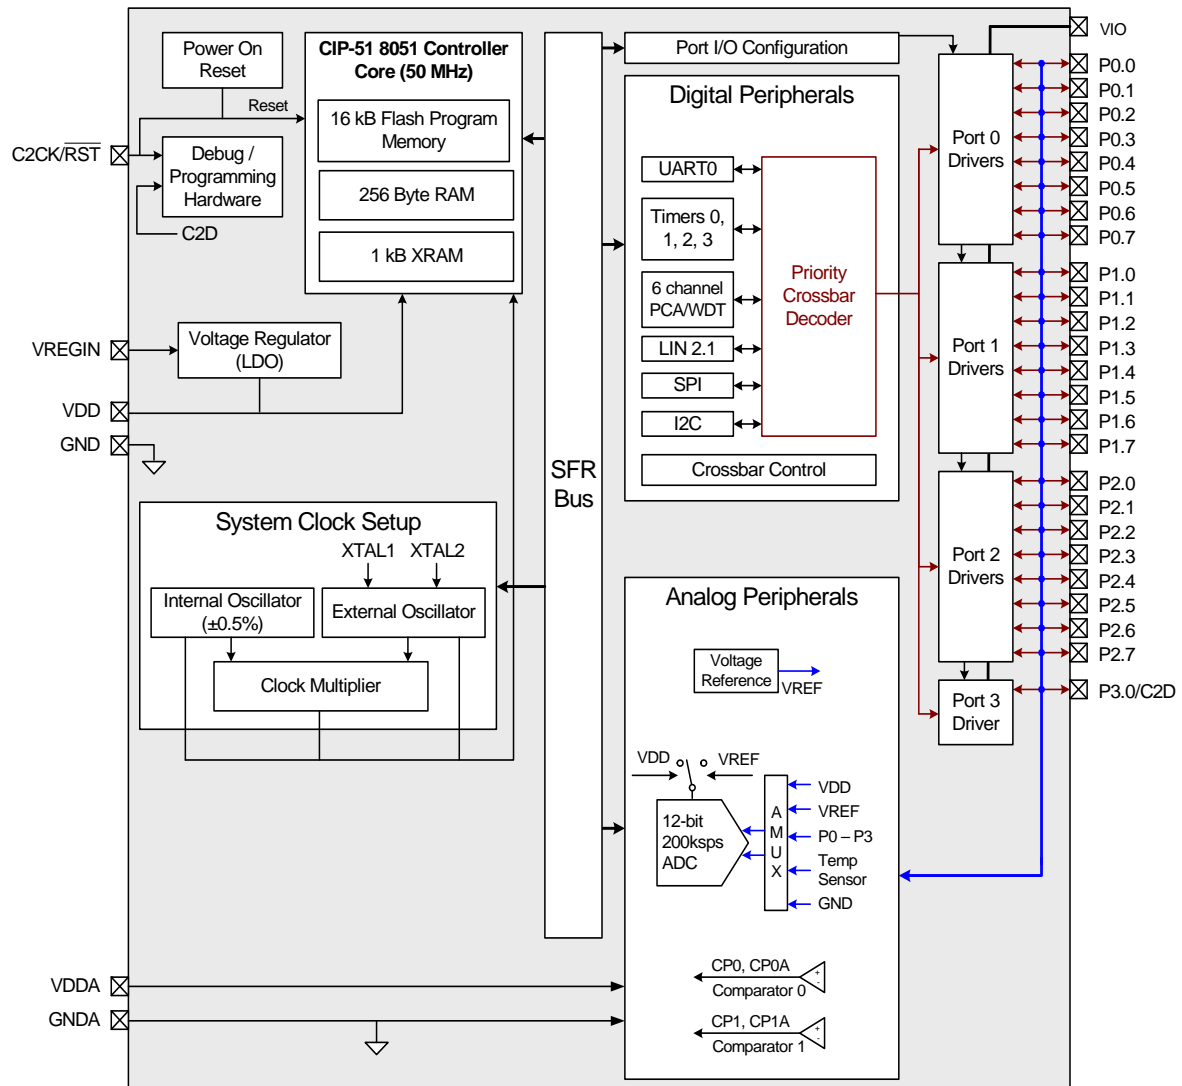 Power On
Reset
CIP-51 8051 Controller
Core (50 MHz)
16 kB Flash Program
Memory
256 Byte RAM
1 kB XRAM
Reset
C2CK/RST
Debug /
Programming
Hardware
C2D
VREGIN
Voltage Regulator
(LDO)
VDD
GND
System Clock Setup
XTAL1
XTAL2
Internal Oscillator
(±0.5%)
External Oscillator
Clock Multiplier
VDDA
GNDA
SFR
Bus
Port I/O Configuration
Digital Peripherals
UART0
Timers 0,
1, 2, 3
6 channel
PCA/WDT
LIN 2.1
SPI
I2C
Priority
Crossbar
Decoder
Crossbar Control
Analog Peripherals
Voltage
Reference
VREF
VDD
VREF
12-bit
200ksps
ADC
A
M
U
X
VDD
VREF
P0 – P3
Temp
Sensor
GND
CP0, CP0A
+
-
Comparator 0
CP1, CP1A
+
-
Comparator 1
Port 0
Drivers
Port 1
Drivers
Port 2
Drivers
Port 3
Driver
VIO
P0.0
P0.1
P0.2
P0.3
P0.4
P0.5
P0.6
P0.7
P1.0
P1.1
P1.2
P1.3
P1.4
P1.5
P1.6
P1.7
P2.0
P2.1
P2.2
P2.3
P2.4
P2.5
P2.6
P2.7
P3.0/C2D